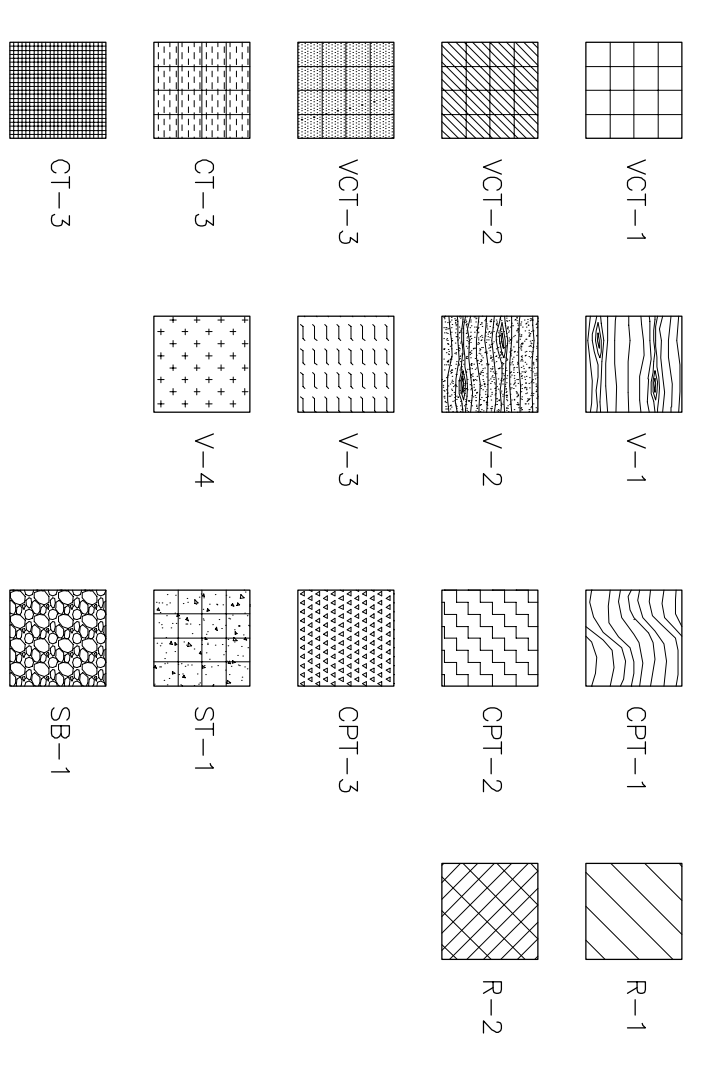 VCT-1
VCT-2
VCT-3
CT-3
CT-3
V-1
V-2
V-3
V-4
CPT-1
CPT-2
CPT-3
ST-1
SB-1
R-1
R-2